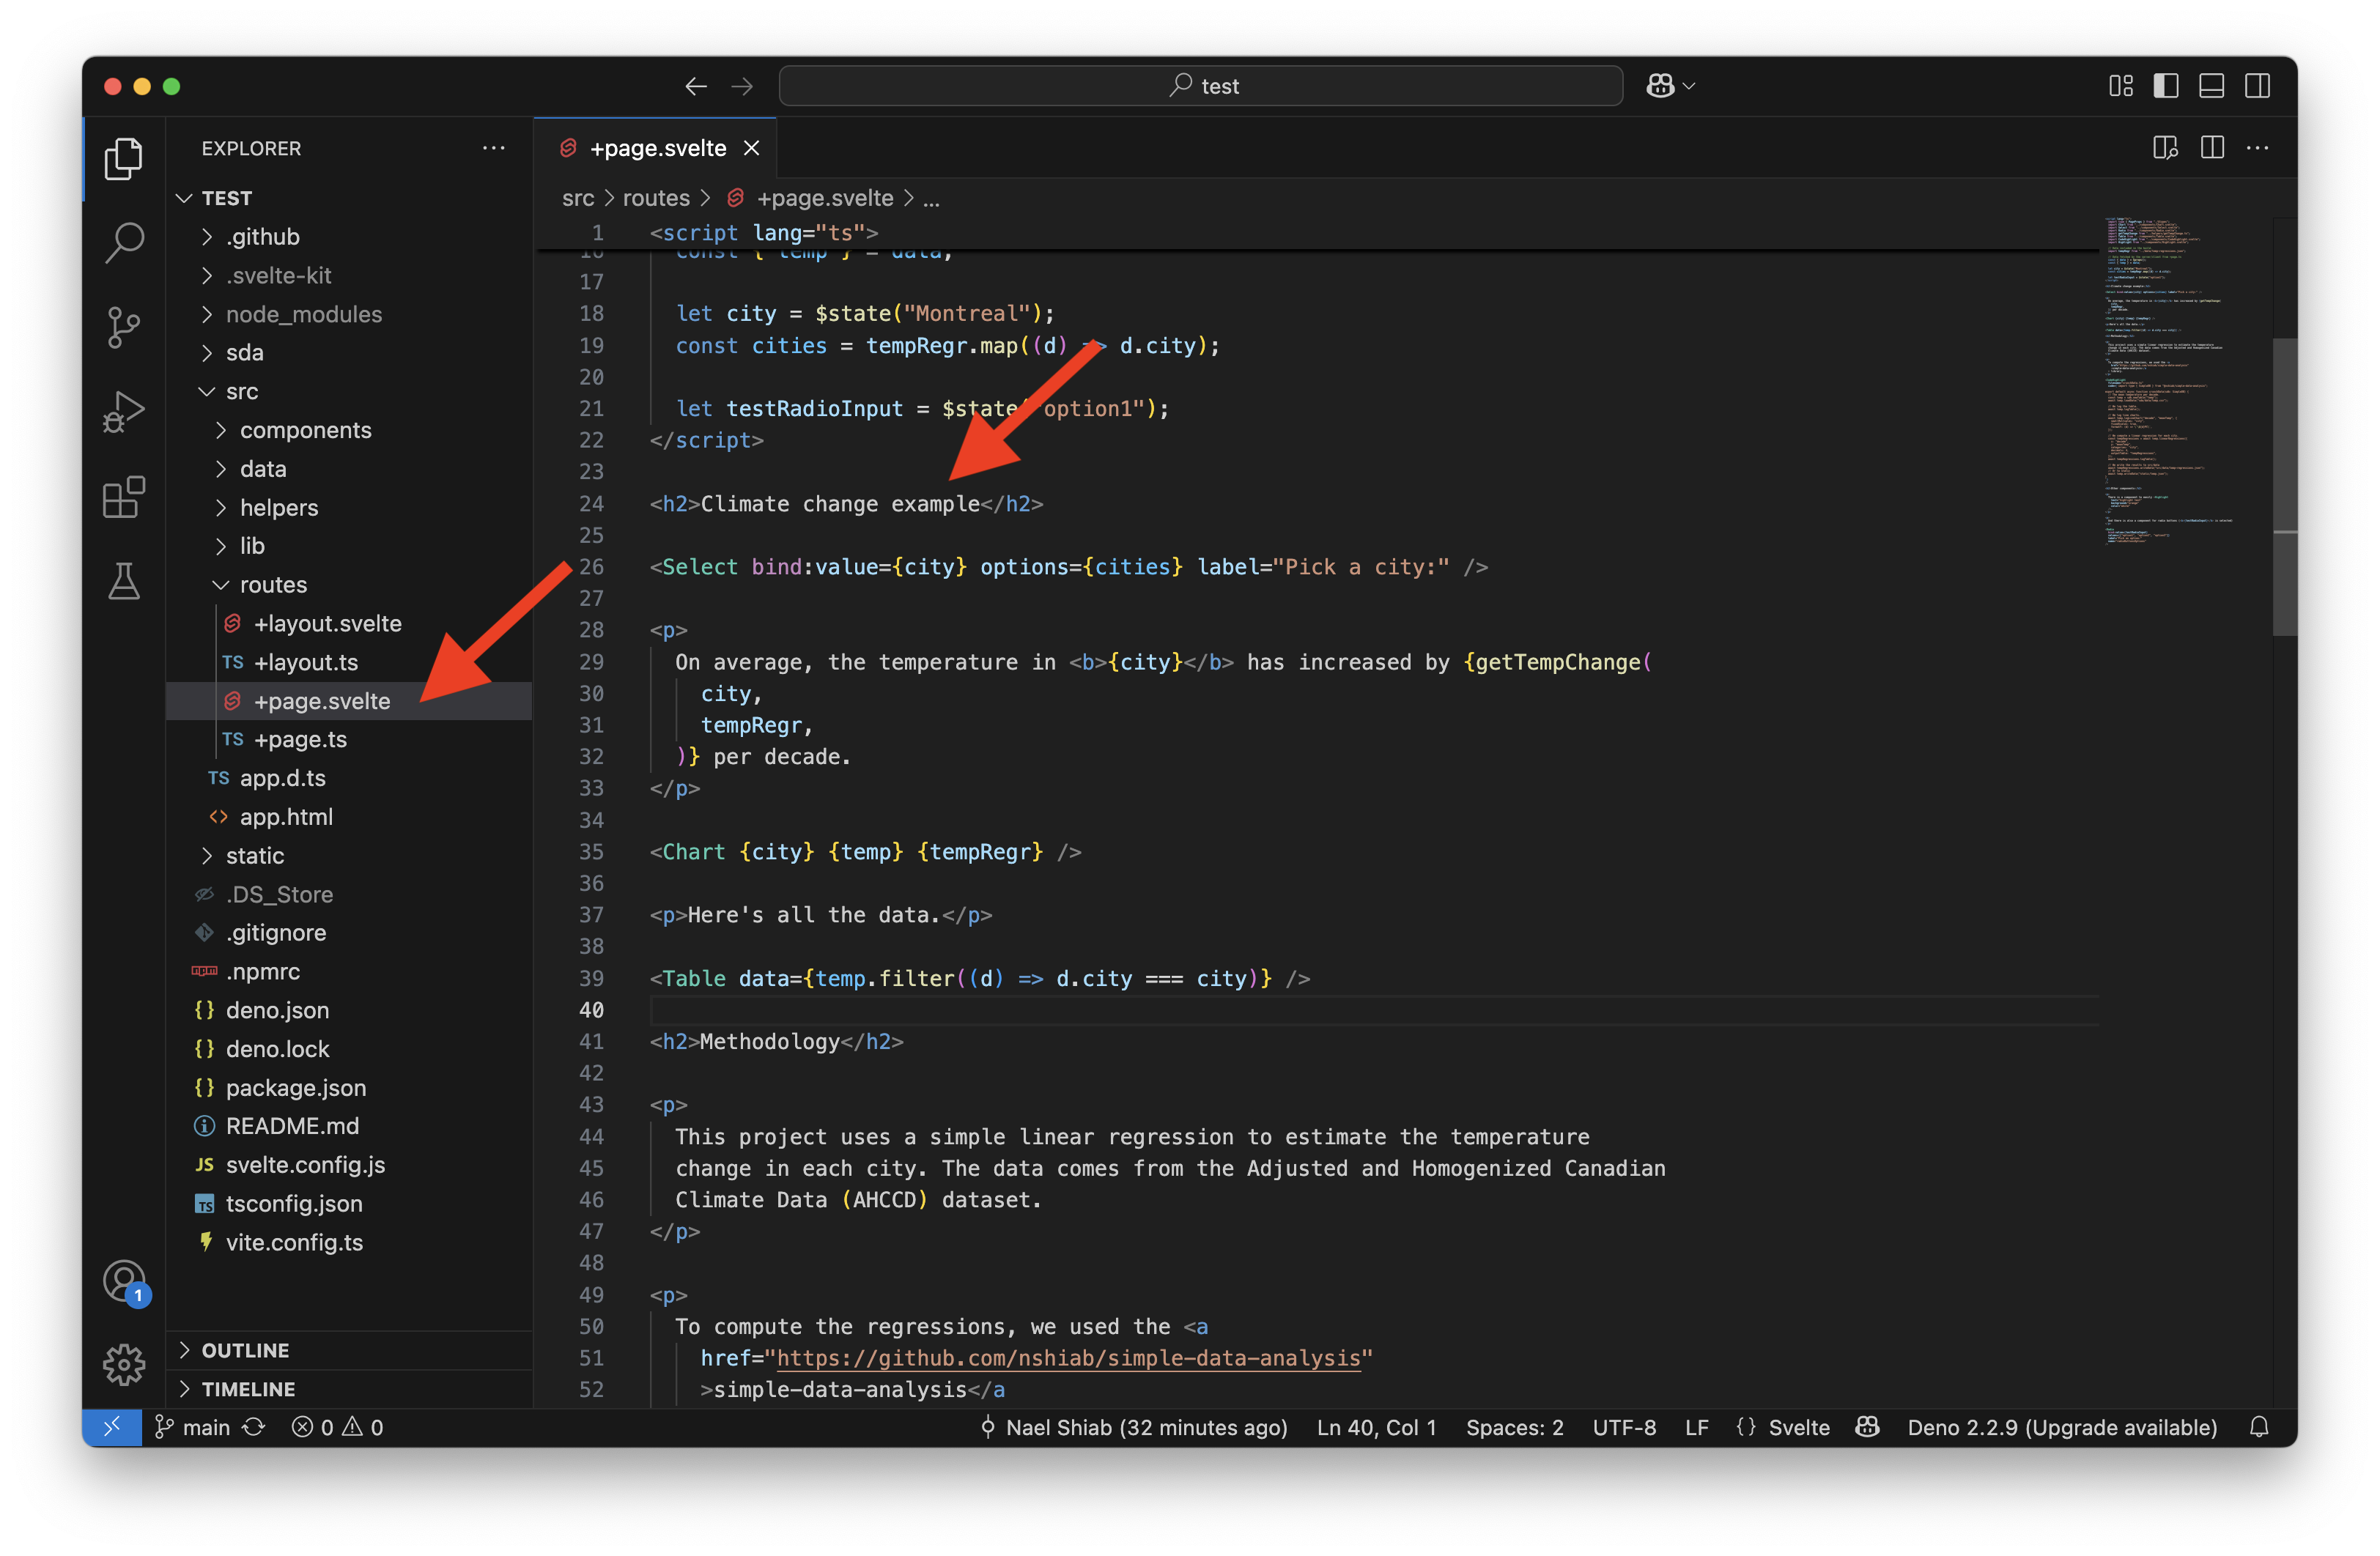 test
EXPLORER
TEST
.github
.svelte-kit
node_modules
sda
src
components
data
helpers
lib
routes
+layout.svelte
TS +layout.ts
+page.svelte
TS +page.ts
TS app.d.ts
<> app.html
static
.DS_Store
.gitignore
.npmrc
{} deno.json
{} deno.lock
{} package.json
README.md
JS svelte.config.js
TS tsconfig.json
vite.config.ts
OUTLINE
TIMELINE
1
+page.svelte
src > routes > +page.svelte > ...
1 <script lang="ts">
16 const { temp } = data;
17
18 let city = $state("Montreal");
19 const cities = tempRegr.map((d) => d.city);
20
21 let testRadioInput = $state("option1");
22 </script>
23
24 <h2>Climate change example</h2>
25
26 <Select bind:value={city} options={cities} label="Pick a city:" />
27
28 <p>
29 On average, the temperature in <b>{city}</b> has increased by {getTempChange(
30 city,
31 tempRegr,
32 )} per decade.
33 </p>
34
35 <Chart {city} {temp} {tempRegr} />
36
37 <p>Here's all the data.</p>
38
39 <Table data={temp.filter((d) => d.city === city)} />
40
41 <h2>Methodology</h2>
42
43 <p>
44 This project uses a simple linear regression to estimate the temperature
45 change in each city. The data comes from the Adjusted and Homogenized Canadian
46 Climate Data (AHCCD) dataset.
47 </p>
48
49 <p>
50 To compute the regressions, we used the <a
51 href="https://github.com/nshiab/simple-data-analysis"
52 >simple-data-analysis</a
main 0 0 Nael Shiab (32 minutes ago) Ln 40, Col 1 Spaces: 2 UTF-8 LF {} Svelte Deno 2.2.9 (Upgrade available)